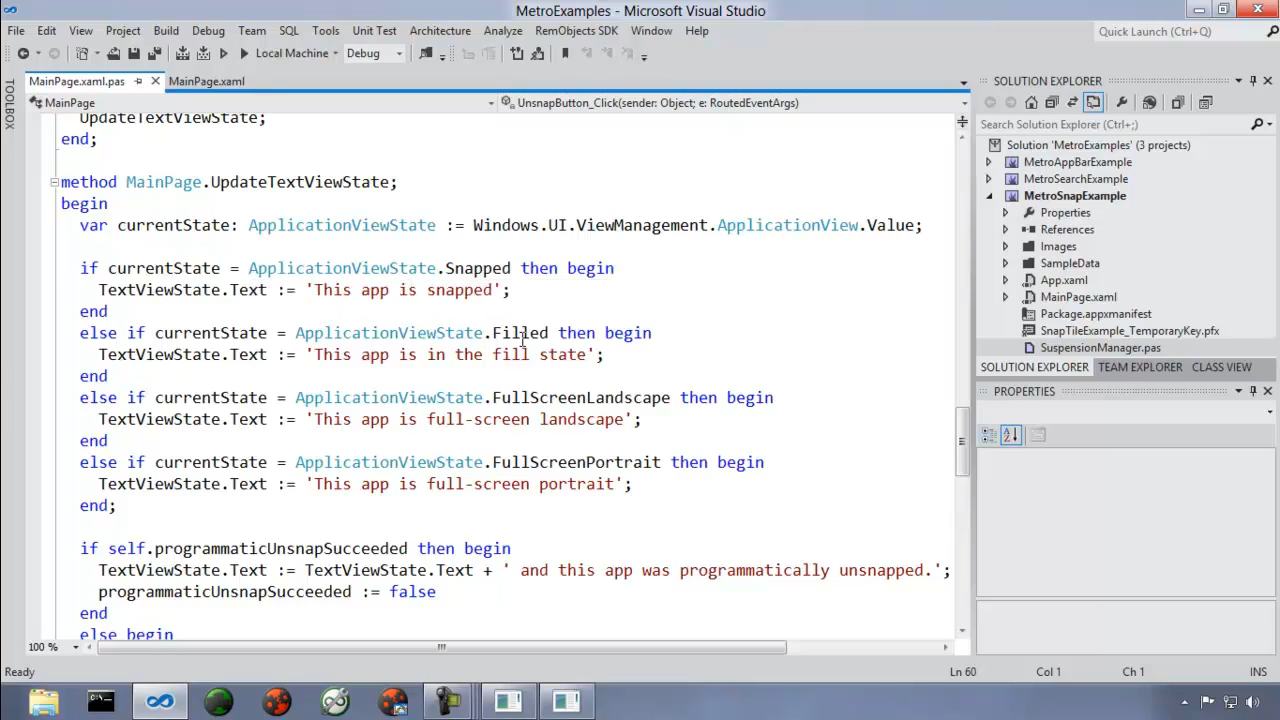 MetroExamples - Microsoft Visual Studio
File Edit View Project Build Debug Team SQL Tools Unit Test Architecture Analyze RemObjects SDK Window Help
Quick Launch (Ctrl+Q)
Local Machine Debug
TOOLBOX
MainPage.xaml.pas MainPage.xaml
MainPage UnsnapButton_Click(sender: Object; e: RoutedEventArgs)
UpdateTextViewState;
end;
method MainPage.UpdateTextViewState;
begin
var currentState: ApplicationViewState := Windows.UI.ViewManagement.ApplicationView.Value;
if currentState = ApplicationViewState.Snapped then begin
TextViewState.Text := 'This app is snapped';
end
else if currentState = ApplicationViewState.Filled then begin
TextViewState.Text := 'This app is in the fill state';
end
else if currentState = ApplicationViewState.FullScreenLandscape then begin
TextViewState.Text := 'This app is full-screen landscape';
end
else if currentState = ApplicationViewState.FullScreenPortrait then begin
TextViewState.Text := 'This app is full-screen portrait';
end;
if self.programmaticUnsnapSucceeded then begin
TextViewState.Text := TextViewState.Text + ' and this app was programmatically unsnapped.';
programmaticUnsnapSucceeded := false
end
else begin
100 %
SOLUTION EXPLORER
Search Solution Explorer (Ctrl+;)
Solution 'MetroExamples' (3 projects)
MetroAppBarExample
MetroSearchExample
MetroSnapExample
Properties
References
Images
SampleData
App.xaml
MainPage.xaml
Package.appxmanifest
SnapTileExample_TemporaryKey.pfx
SuspensionManager.pas
SOLUTION EXPLORER TEAM EXPLORER CLASS VIEW
PROPERTIES
Ready Ln 60 Col 1 Ch 1 INS